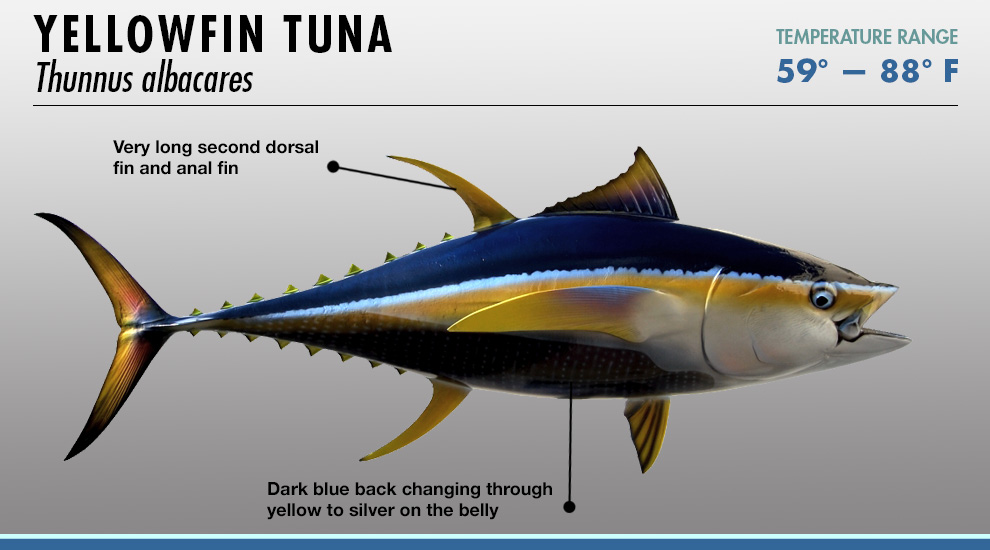 YELLOWFIN TUNA
Thunnus albacares
TEMPERATURE RANGE
59° — 88° F
Very long second dorsal
fin and anal fin
Dark blue back changing through
yellow to silver on the belly